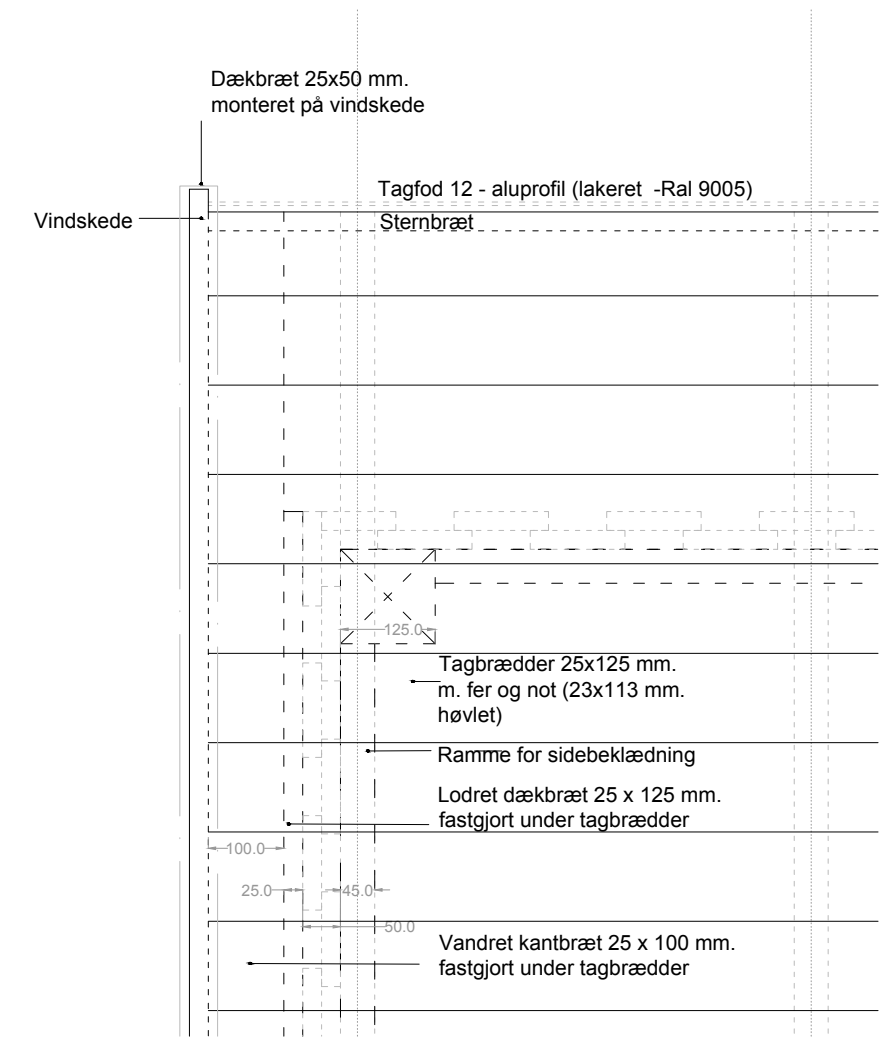 Dækbræt 25x50 mm.
monteret på vindskede
Tagfod 12 - aluprofil (lakeret -Ral 9005)
Vindskede
Sternbræt
125.0
Tagbrædder 25x125 mm.
m. fer og not (23x113 mm.
høvlet)
Ramme for sidebeklædning
Lodret dækbræt 25 x 125 mm.
fastgjort under tagbrædder
100.0
25.0
45.0
50.0
Vandret kantbræt 25 x 100 mm.
fastgjort under tagbrædder